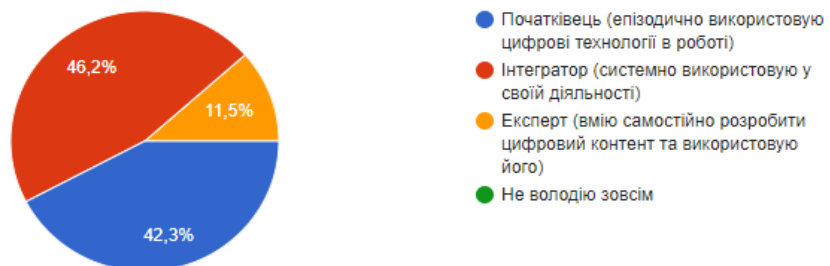 46,2%
11,5%
42,3%
Початківець (епізодично використовую
цифрові технології в роботі)
Інтегратор (системно використовую у
своїй діяльності)
Експерт (вмію самостійно розробити
цифровий контент та використовую
його)
Не володію зовсім